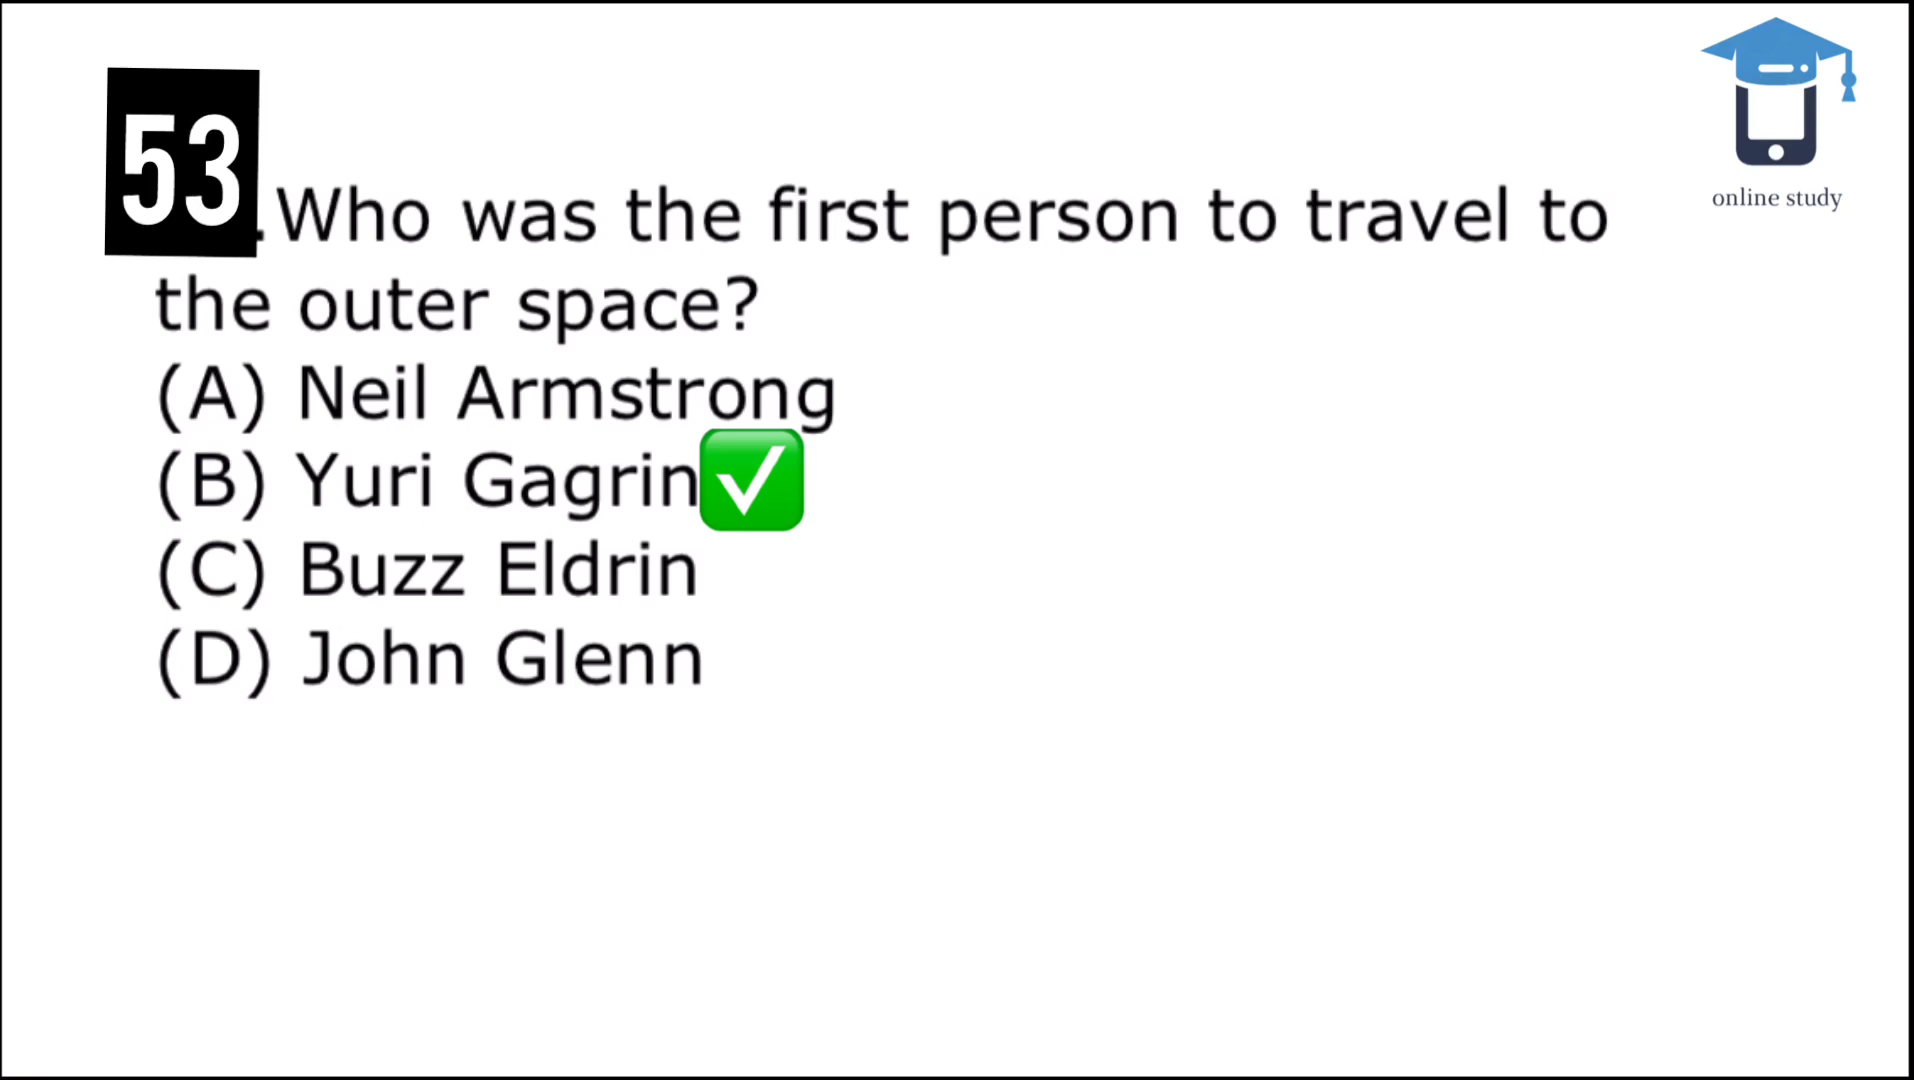 53
.Who was the first person to travel to
the outer space?
(A) Neil Armstrong
(B) Yuri Gagrin
(C) Buzz Eldrin
(D) John Glenn
online study